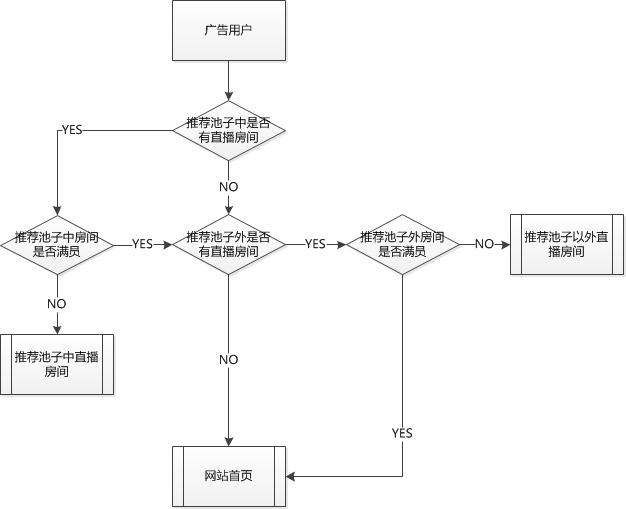 广告用户
推荐池子中是否
有直播房间
YES
NO
推荐池子中房间
是否满员
YES
推荐池子外是否
有直播房间
YES
推荐池子外房间
是否满员
NO
推荐池子以外直
播房间
NO
推荐池子中直播
房间
NO
YES
网站首页